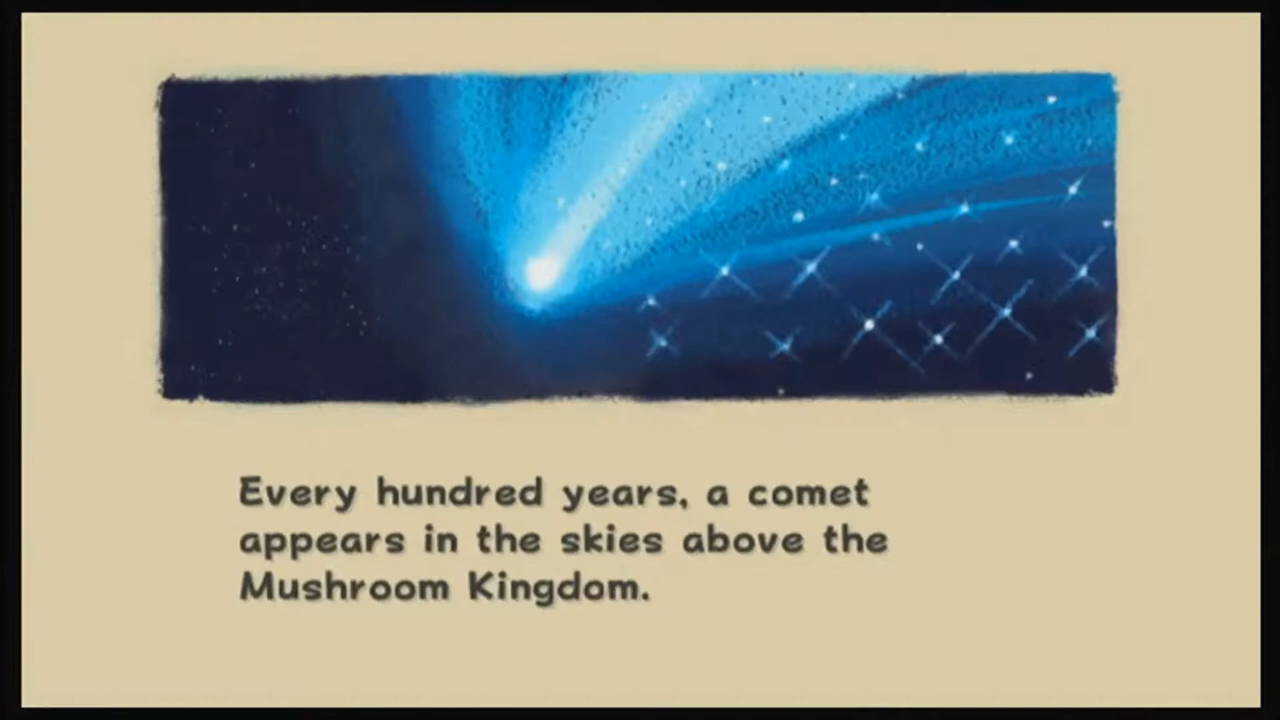 Every hundred years, a comet
appears in the skies above the
Mushroom Kingdom.